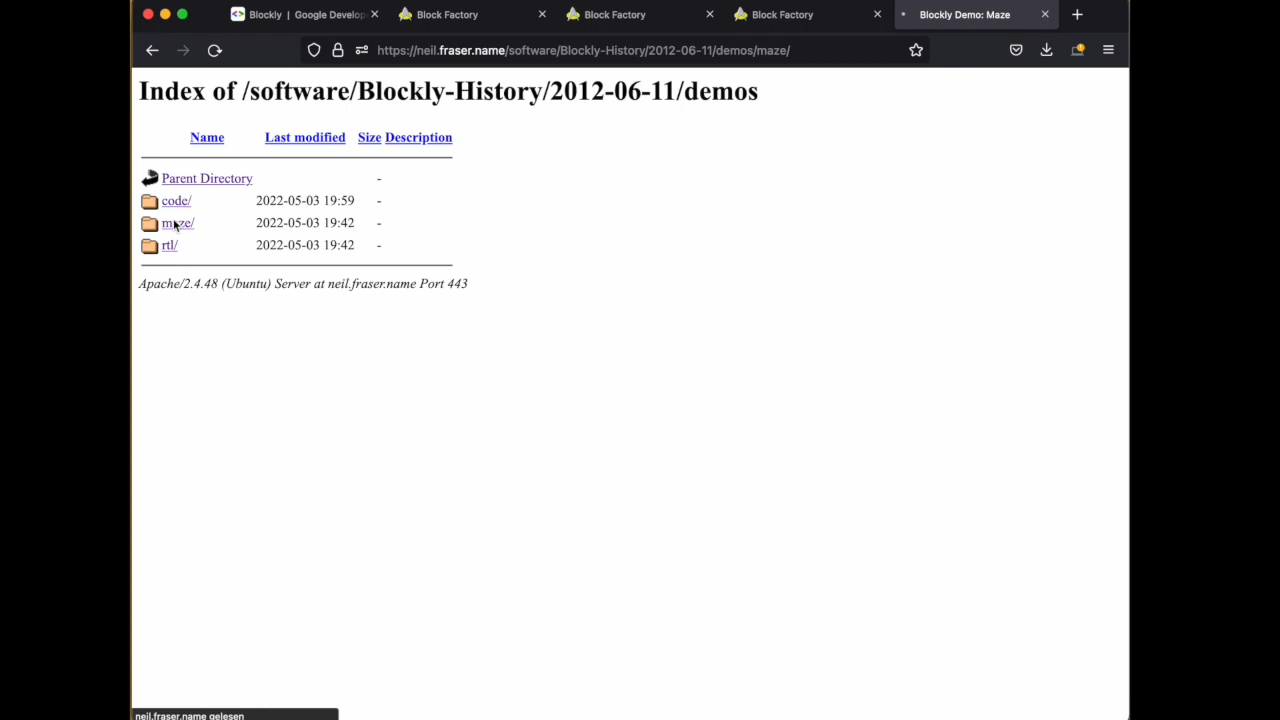 Blockly | Google Develop
Block Factory
Block Factory
Block Factory
Blockly Demo: Maze
https://neil.fraser.name/software/Blockly-History/2012-06-11/demos/maze/
Index of /software/Blockly-History/2012-06-11/demos
Name Last modified Size Description
Parent Directory -
code/ 2022-05-03 19:59 -
maze/ 2022-05-03 19:42 -
rtl/ 2022-05-03 19:42 -
Apache/2.4.48 (Ubuntu) Server at neil.fraser.name Port 443
neil.fraser.name gelesen